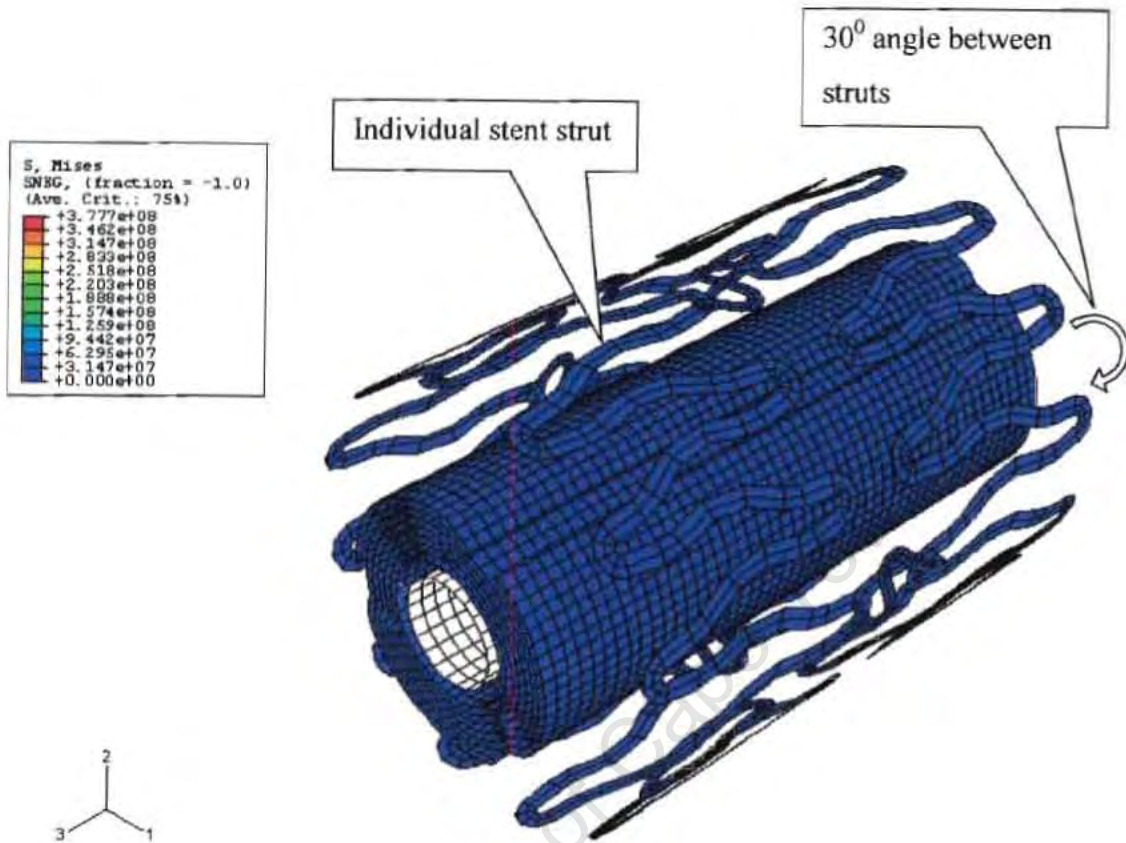 30⁰ angle between
struts
Individual stent strut
S, Mises
SNEG, (fraction = -1.0)
(Ave. Crit.: 75%)
+3.777e+08
+3.462e+08
+3.147e+08
+2.833e+08
+2.518e+08
+2.203e+08
+1.888e+08
+1.574e+08
+1.259e+08
+9.442e+07
+6.295e+07
+3.147e+07
+0.000e+00
2
3
1